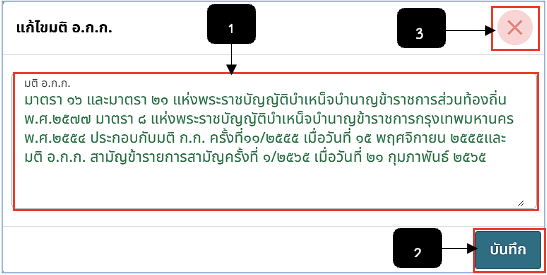 แก้ไขมติ อ.ก.ก.
1
3
มติ อ.ก.ก.
มาตรา ๑๖ และมาตรา ๒๑ แห่งพระราชบัญญัติบำเหน็จบำนาญข้าราชการส่วนท้องถิ่น
พ.ศ.๒๕๗๗ มาตรา ๘ แห่งพระราชบัญญัติบำเหน็จบำนาญข้าราชการกรุงเทพมหานคร
พ.ศ.๒๕๕๔ ประกอบกับมติ ก.ก. ครั้งที่๑๑/๒๕๕๕ เมื่อวันที่ ๑๕ พฤศจิกายน ๒๕๕๕และ
มติ อ.ก.ก. สามัญข้ารายการสามัญครั้งที่ ๑/๒๕๖๕ เมื่อวันที่ ๒๑ กุมภาพันธ์ ๒๕๖๕
2
บันทึก